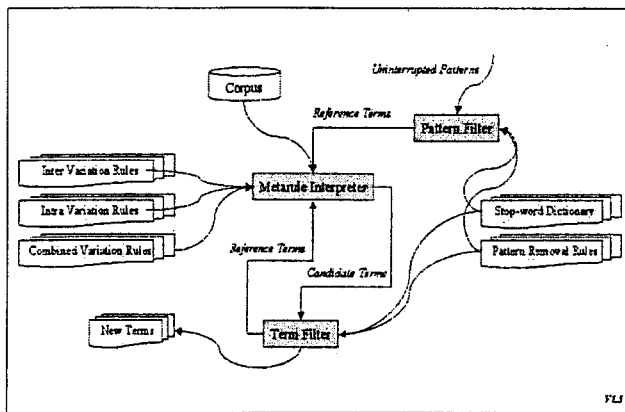 Uninterrupted Patterns
Corpus
Reference Terms
Pattern Filter
Inter Variation Rules
Metarule Interpreter
Intra Variation Rules
Stop-word Dictionary
Combined Variation Rules
Reference Terms
Pattern Removal Rules
Candidate Terms
New Terms
Term Filter